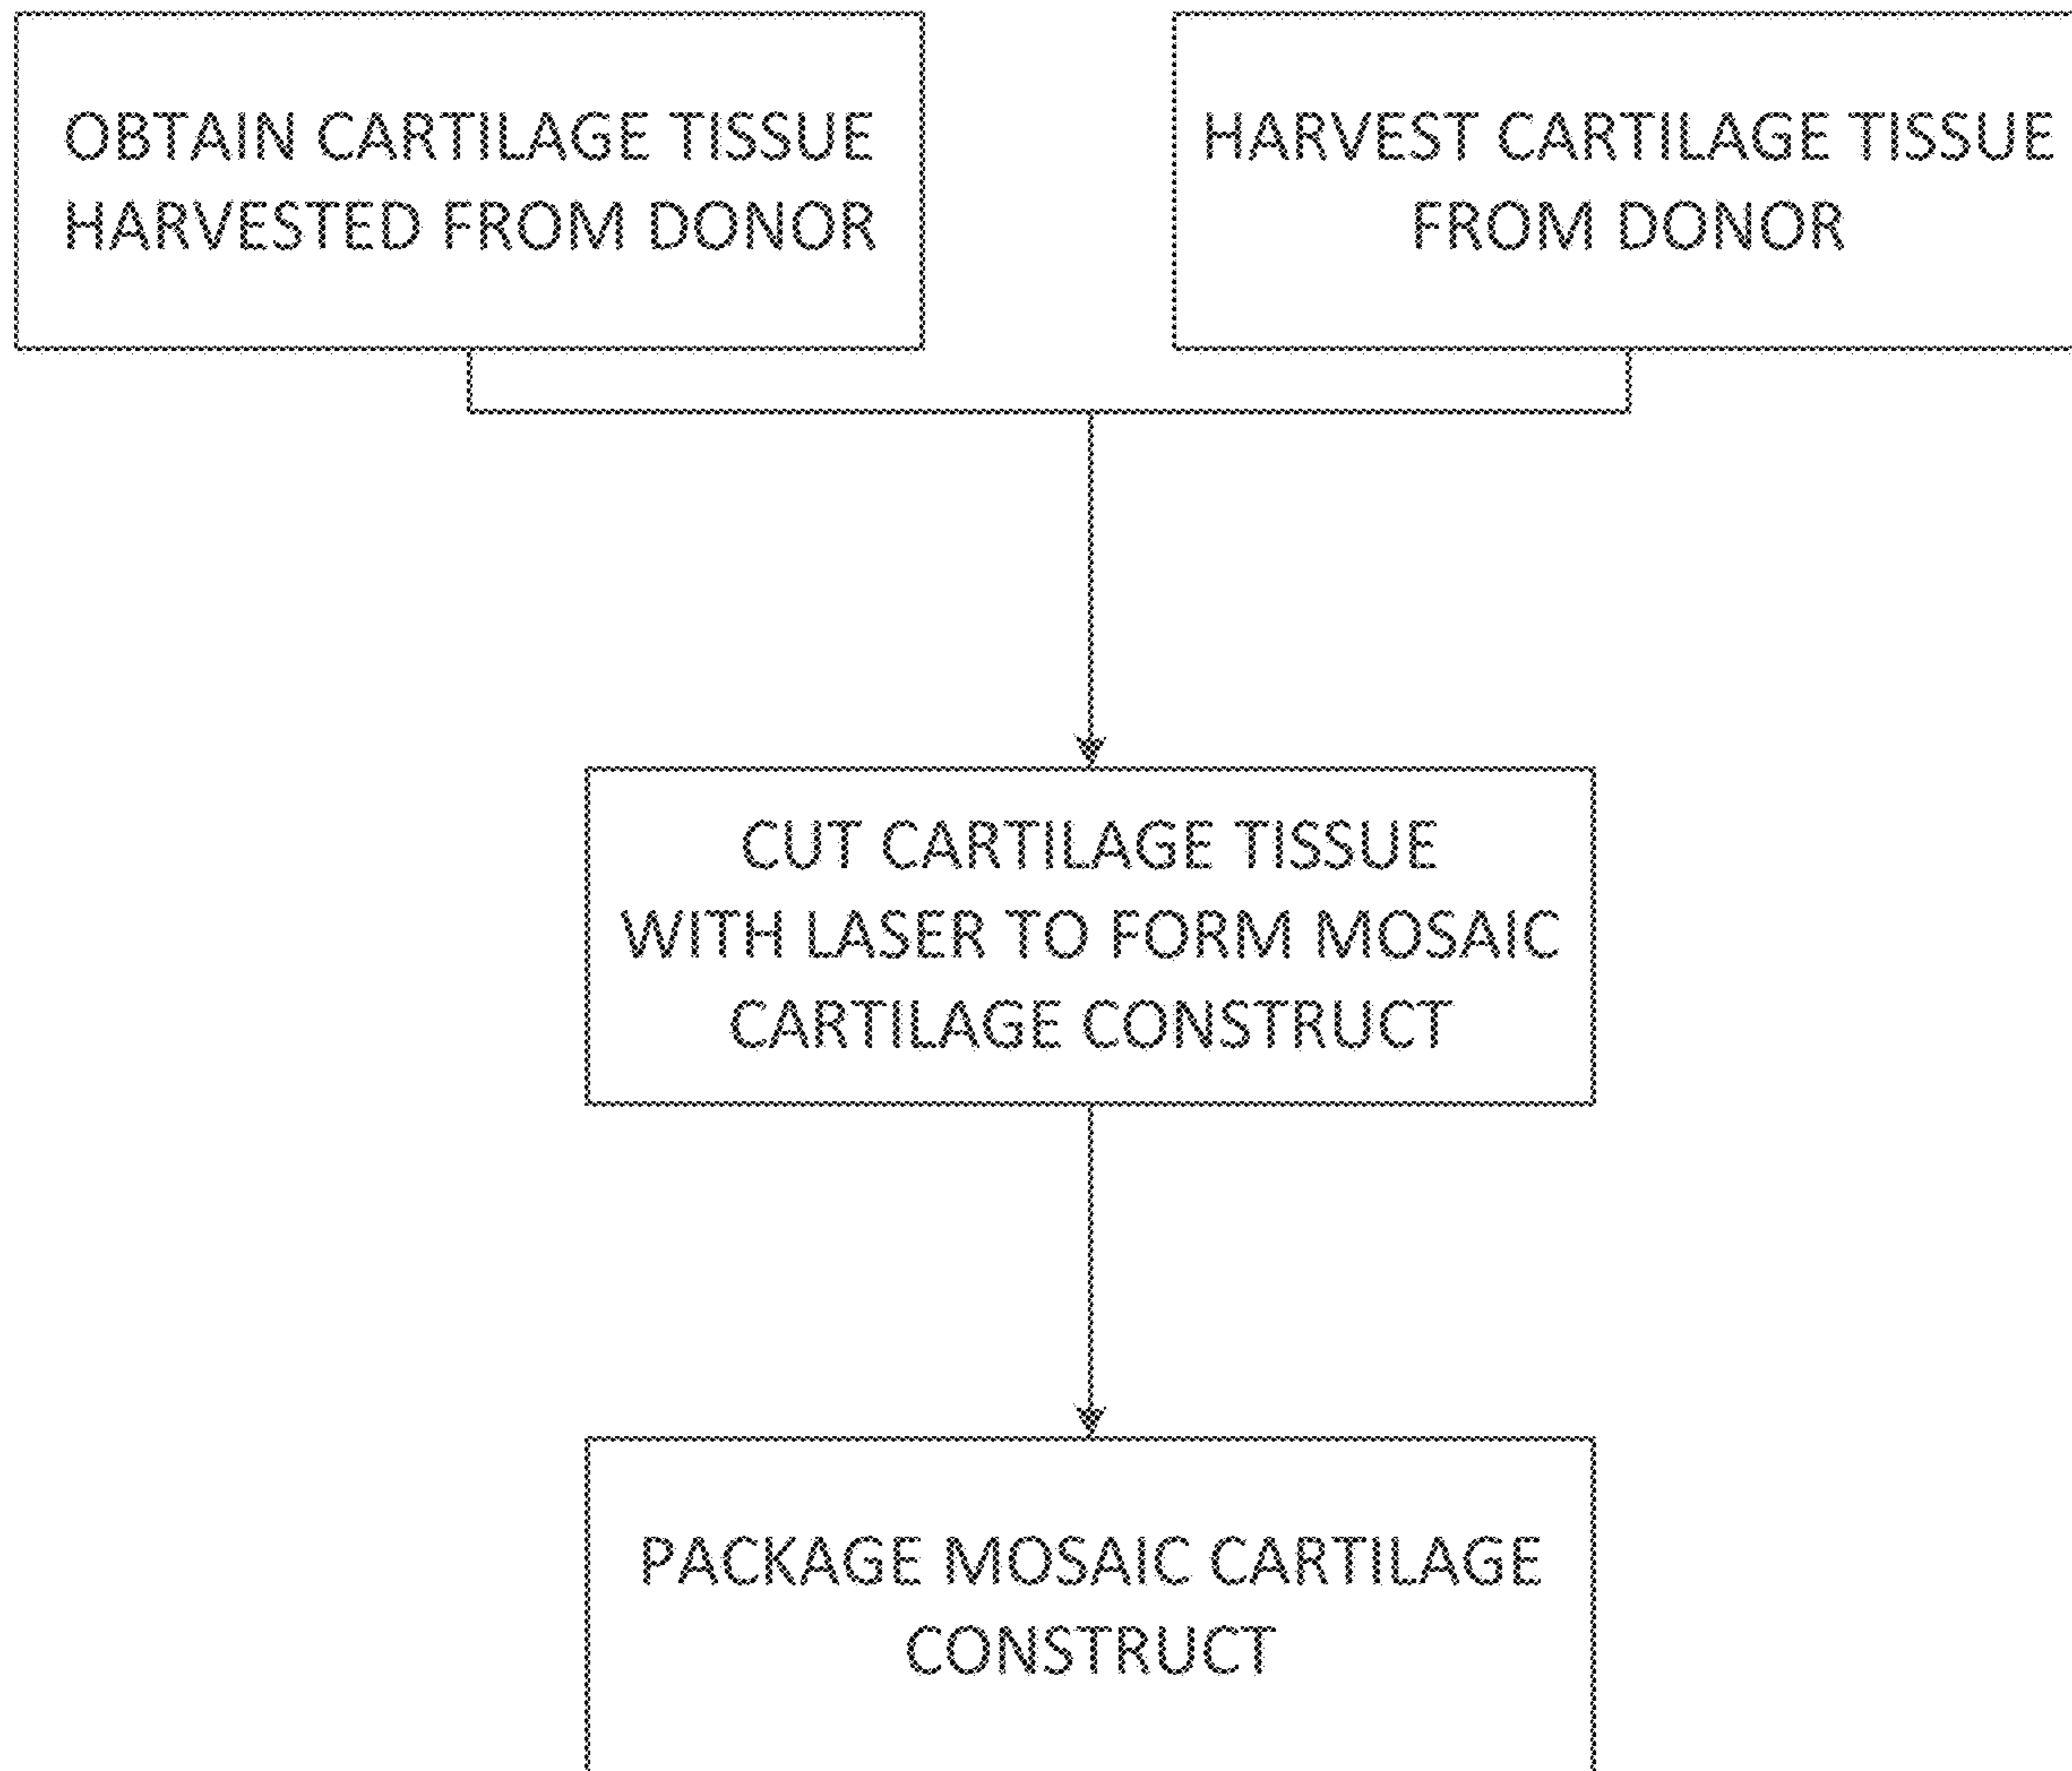 OBTAIN CARTILAGE TISSUE
HARVESTED FROM DONOR
HARVEST CARTILAGE TISSUE
FROM DONOR
CUT CARTILAGE TISSUE
WITH LASER TO FORM MOSAIC
CARTILAGE CONSTRUCT
PACKAGE MOSAIC CARTILAGE
CONSTRUCT